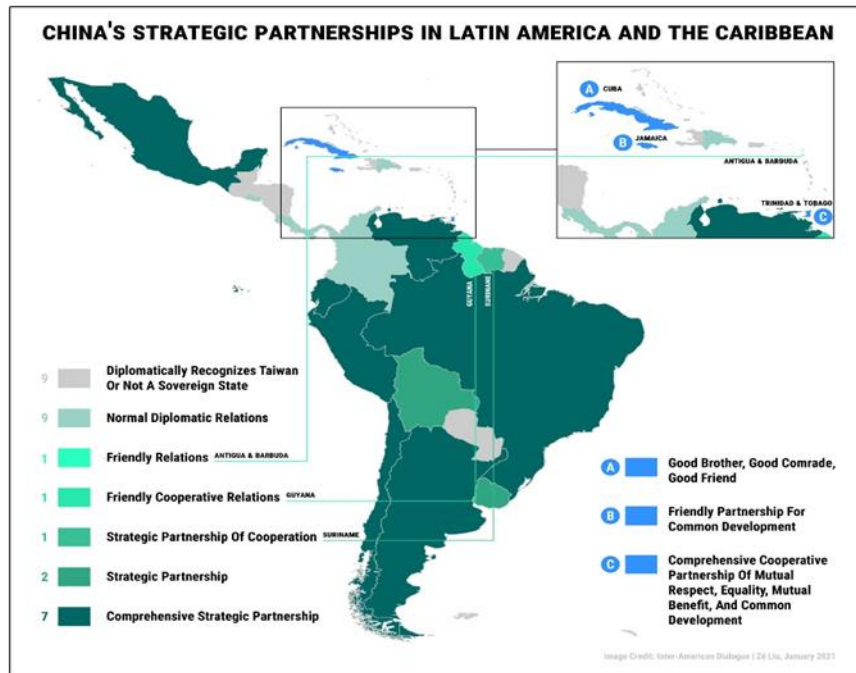 CHINA'S STRATEGIC PARTNERSHIPS IN LATIN AMERICA AND THE CARIBBEAN
A CUBA
JAMAICA
B
ANTIGUA & BARBUDA
TRINIDAD & TOBAGO
C
GUYANA
SURINAME
9 Diplomatically Recognizes Taiwan
Or Not A Sovereign State
9 Normal Diplomatic Relations
1 Friendly Relations ANTIGUA & BARBUDA
1 Friendly Cooperative Relations GUYANA
1 Strategic Partnership Of Cooperation SURINAME
2 Strategic Partnership
7 Comprehensive Strategic Partnership
A Good Brother, Good Comrade,
Good Friend
B Friendly Partnership For
Common Development
C Comprehensive Cooperative
Partnership Of Mutual
Respect, Equality, Mutual
Benefit, And Common
Development
Image Credit: Inter-American Dialogue | Zé Liu, January 2021